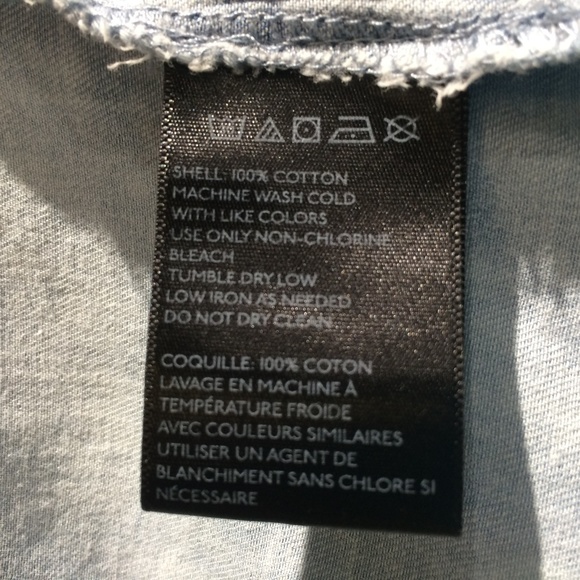 SHELL: 100% COTTON
MACHINE WASH COLD
WITH LIKE COLORS
USE ONLY NON-CHLORINE
BLEACH
TUMBLE DRY LOW
LOW IRON AS NEEDED
DO NOT DRY CLEAN
COQUILLE: 100% COTON
LAVAGE EN MACHINE À
TEMPÉRATURE FROIDE
AVEC COULEURS SIMILAIRES
UTILISER UN AGENT DE
BLANCHIMENT SANS CHLORE SI
NÉCESSAIRE